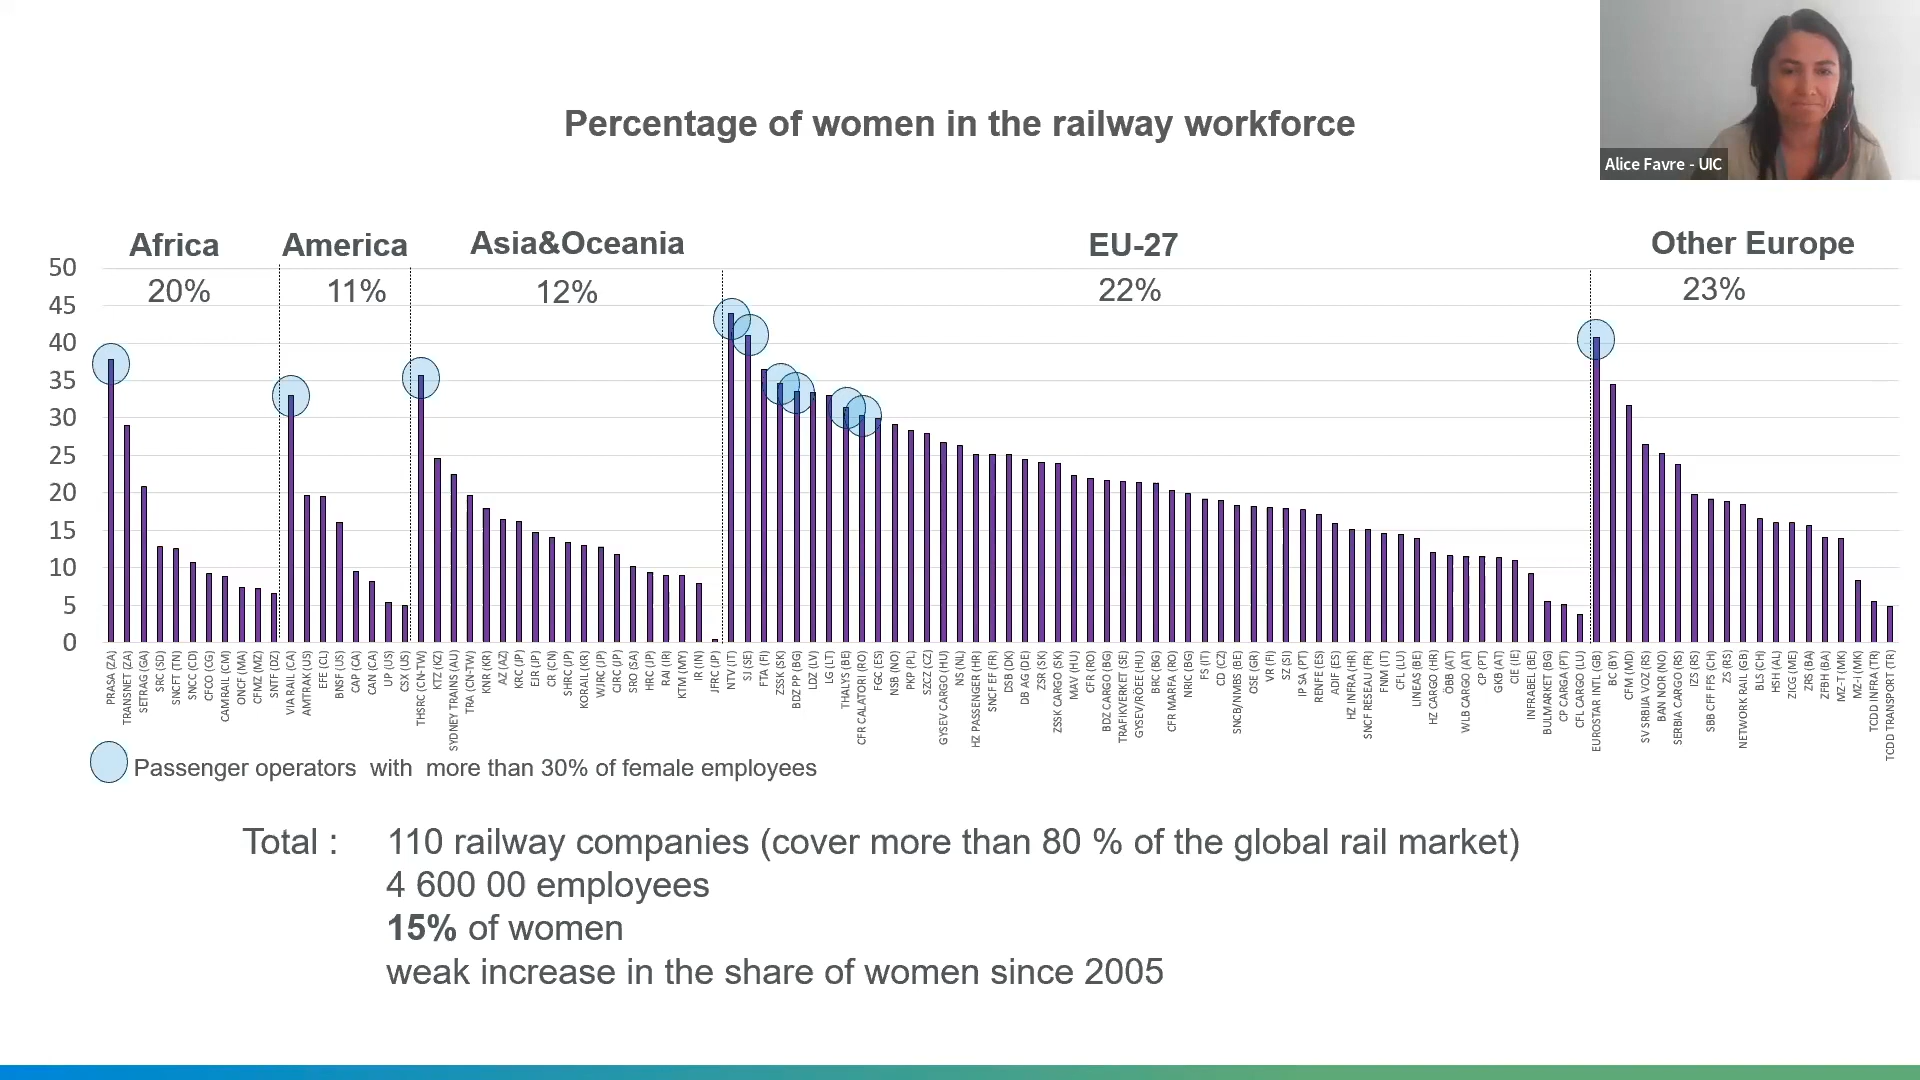 Percentage of women in the railway workforce
Alice Favre - UIC
Africa
America
Asia&Oceania
EU-27
Other Europe
20%
11%
12%
22%
23%
50
45
40
35
30
25
20
15
10
5
0
PRASA (ZA)
TRANSNET (ZA)
SETRAG (GA)
SRC (SD)
SNCFT (TN)
SNCC (CD)
CFCO (CG)
CAMRAIL (CM)
ONCF (MA)
CFMZ (MZ)
SNTF (DZ)
VIA RAIL (CA)
AMTRAK (US)
EFE (CL)
BNSF (US)
CAP (CA)
CAN (CA)
UP (US)
CSX (US)
THSRC (CN-TW)
KTZ (KZ)
SYDNEY TRAINS (AU)
TRA (CN-TW)
KNR (KR)
AZ (AZ)
KRC (JP)
EJR (JP)
CR (CN)
SHRC (JP)
KORAIL (KR)
WJRC (JP)
CJRC (JP)
SRO (SA)
HRC (JP)
RAI (IR)
KTM (MY)
IR (IN)
JFRC (JP)
NTV (IT)
SJ (SE)
FTA (FI)
ZSSK (SK)
BDZ PP (BG)
LDZ (LV)
LG (LT)
THALYS (BE)
CFR CALATORI (RO)
FGC (ES)
NSB (NO)
PKP (PL)
SZCZ (CZ)
GYSEV CARGO (HU)
NS (NL)
HZ PASSENGER (HR)
SNCF EF (FR)
DSB (DK)
DB AG (DE)
ZSR (SK)
ZSSK CARGO (SK)
MAV (HU)
CFR (RO)
BDZ CARGO (BG)
TRAFIKVERKET (SE)
GYSEV/RÖEE (HU)
BRC (BG)
CFR MARFA (RO)
NRIC (BG)
FS (IT)
CD (CZ)
SNCB/NMBS (BE)
OSE (GR)
VR (FI)
SZ (SI)
IP SA (PT)
RENFE (ES)
ADIF (ES)
HZ INFRA (HR)
SNCF RESEAU (FR)
FNM (IT)
CFL (LU)
LINEAS (BE)
HZ CARGO (HR)
ÖBB (AT)
WLB CARGO (AT)
CP (PT)
GKB (AT)
CIE (IE)
INFRABEL (BE)
BULMARKET (BG)
CP CARGA (PT)
CFL CARGO (LU)
EUROSTAR INTL (GB)
BC (BY)
CFM (MD)
SV SRBIJA VOZ (RS)
BAN NOR (NO)
SERBIA CARGO (RS)
IZS (RS)
SBB CFF FFS (CH)
ZS (RS)
NETWORK RAIL (GB)
BLS (CH)
HSH (AL)
ZICG (ME)
ZRS (BA)
ZFBH (BA)
MZ-T (MK)
MZ-I (MK)
TCDD INFRA (TR)
TCDD TRANSPORT (TR)
Passenger operators with more than 30% of female employees
Total : 110 railway companies (cover more than 80 % of the global rail market)
4 600 00 employees
15% of women
weak increase in the share of women since 2005